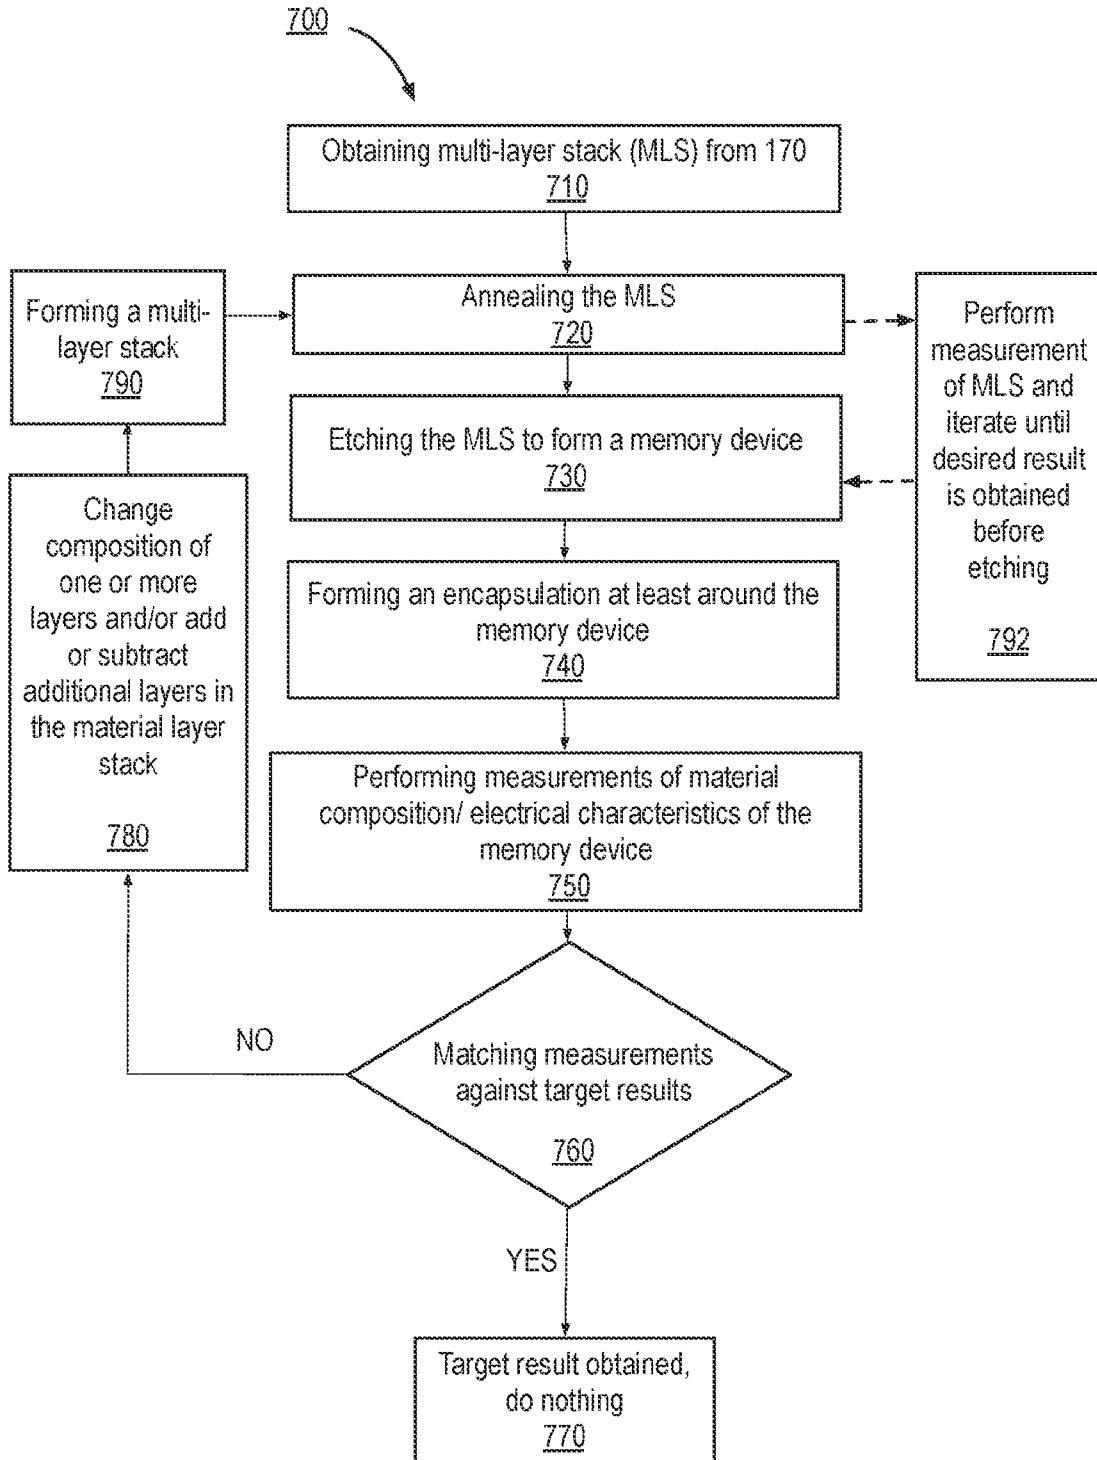 700
Obtaining multi-layer stack (MLS) from 170
710
Annealing the MLS
720
Forming a multi-
layer stack
790
Perform
measurement
of MLS and
iterate until
desired result
is obtained
before
etching
792
Etching the MLS to form a memory device
730
Change
composition of
one or more
layers and/or add
or subtract
additional layers in
the material layer
stack
780
Forming an encapsulation at least around the
memory device
740
Performing measurements of material
composition/ electrical characteristics of the
memory device
750
NO
Matching measurements
against target results
760
YES
Target result obtained,
do nothing
770